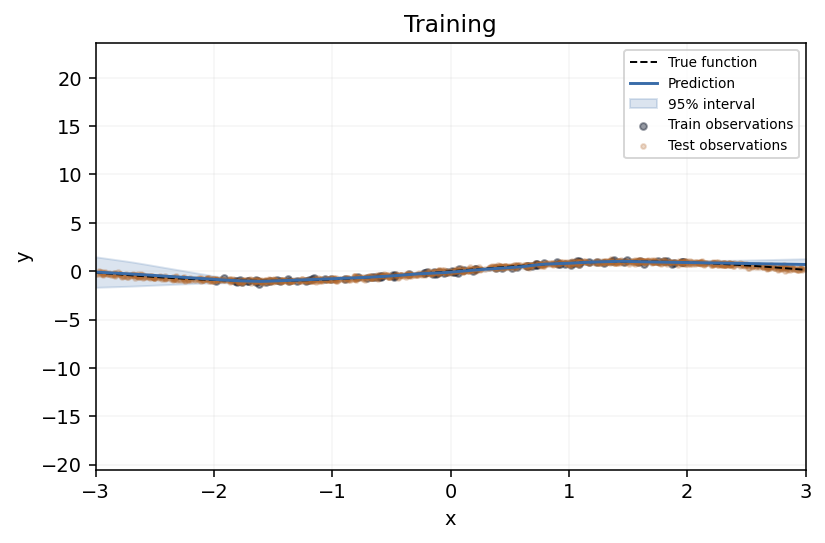 Training
True function
Prediction
95% interval
Train observations
Test observations
20
15
10
5
0
−5
−10
−15
−20
y
−3 −2 −1 0 1 2 3
x